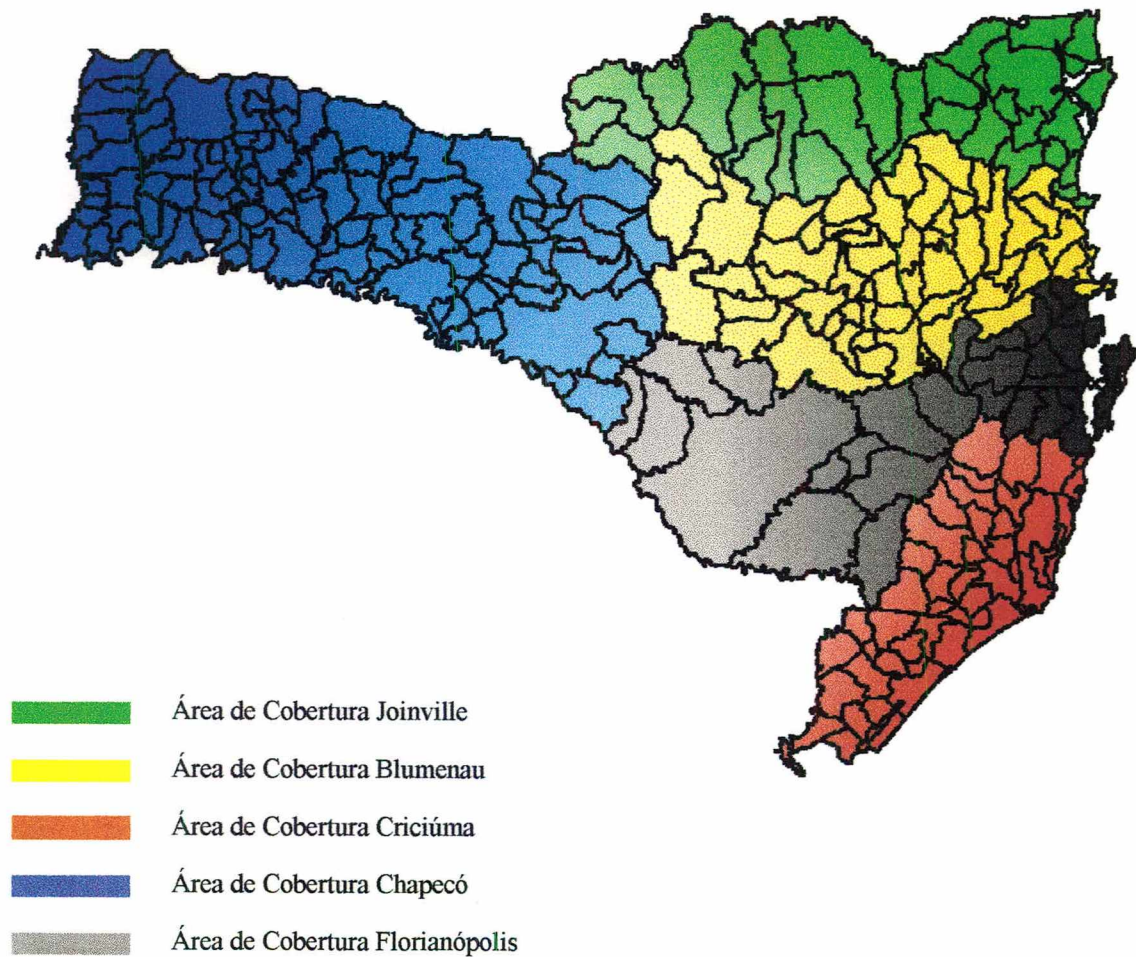 Área de Cobertura Joinville
Área de Cobertura Blumenau
Área de Cobertura Criciúma
Área de Cobertura Chapecó
Área de Cobertura Florianópolis